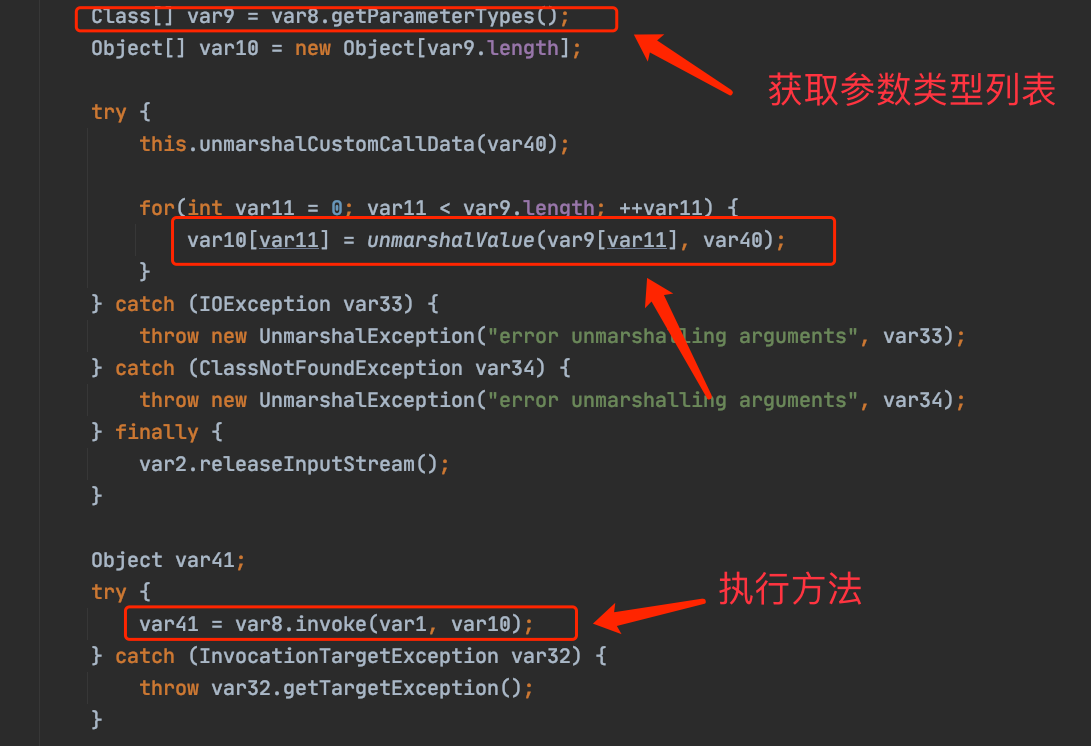 Class[] var9 = var8.getParameterTypes();
Object[] var10 = new Object[var9.length];
获取参数类型列表
try {
this.unmarshalCustomCallData(var40);
for(int var11 = 0; var11 < var9.length; ++var11) {
var10[var11] = unmarshalValue(var9[var11], var40);
}
} catch (IOException var33) {
throw new UnmarshalException("error unmarshalling arguments", var33);
} catch (ClassNotFoundException var34) {
throw new UnmarshalException("error unmarshalling arguments", var34);
} finally {
var2.releaseInputStream();
}
Object var41;
try {
执行方法
var41 = var8.invoke(var1, var10);
} catch (InvocationTargetException var32) {
throw var32.getTargetException();
}